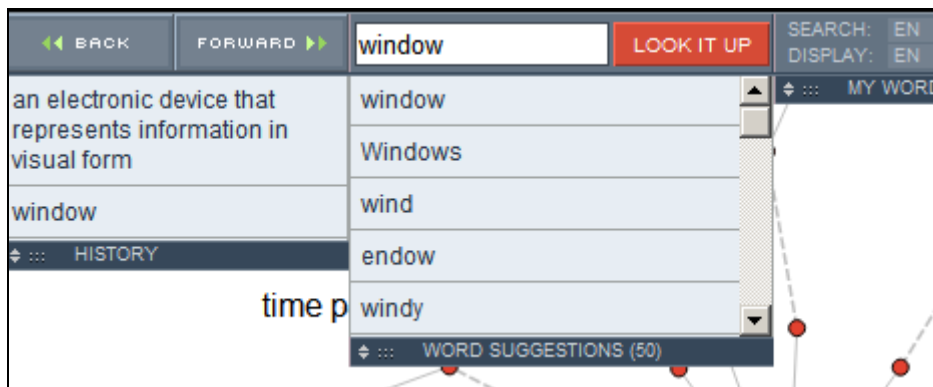 BACK
FORWARD
window
LOOK IT UP
SEARCH: EN
DISPLAY: EN
an electronic device that
represents information in
visual form
window
HISTORY
window
Windows
wind
endow
windy
WORD SUGGESTIONS (50)
MY WORD
time p